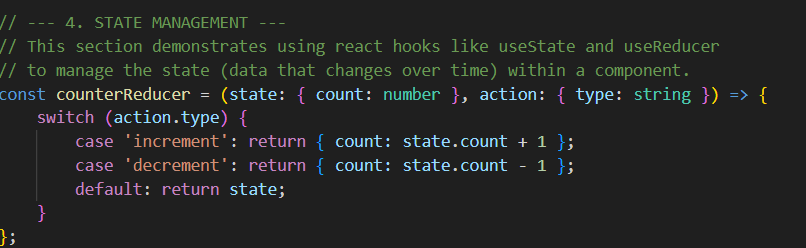 // --- 4. STATE MANAGEMENT ---
// This section demonstrates using react hooks like useState and useReducer
// to manage the state (data that changes over time) within a component.
const counterReducer = (state: { count: number }, action: { type: string }) => {
    switch (action.type) {
        case 'increment': return { count: state.count + 1 };
        case 'decrement': return { count: state.count - 1 };
        default: return state;
    }
};